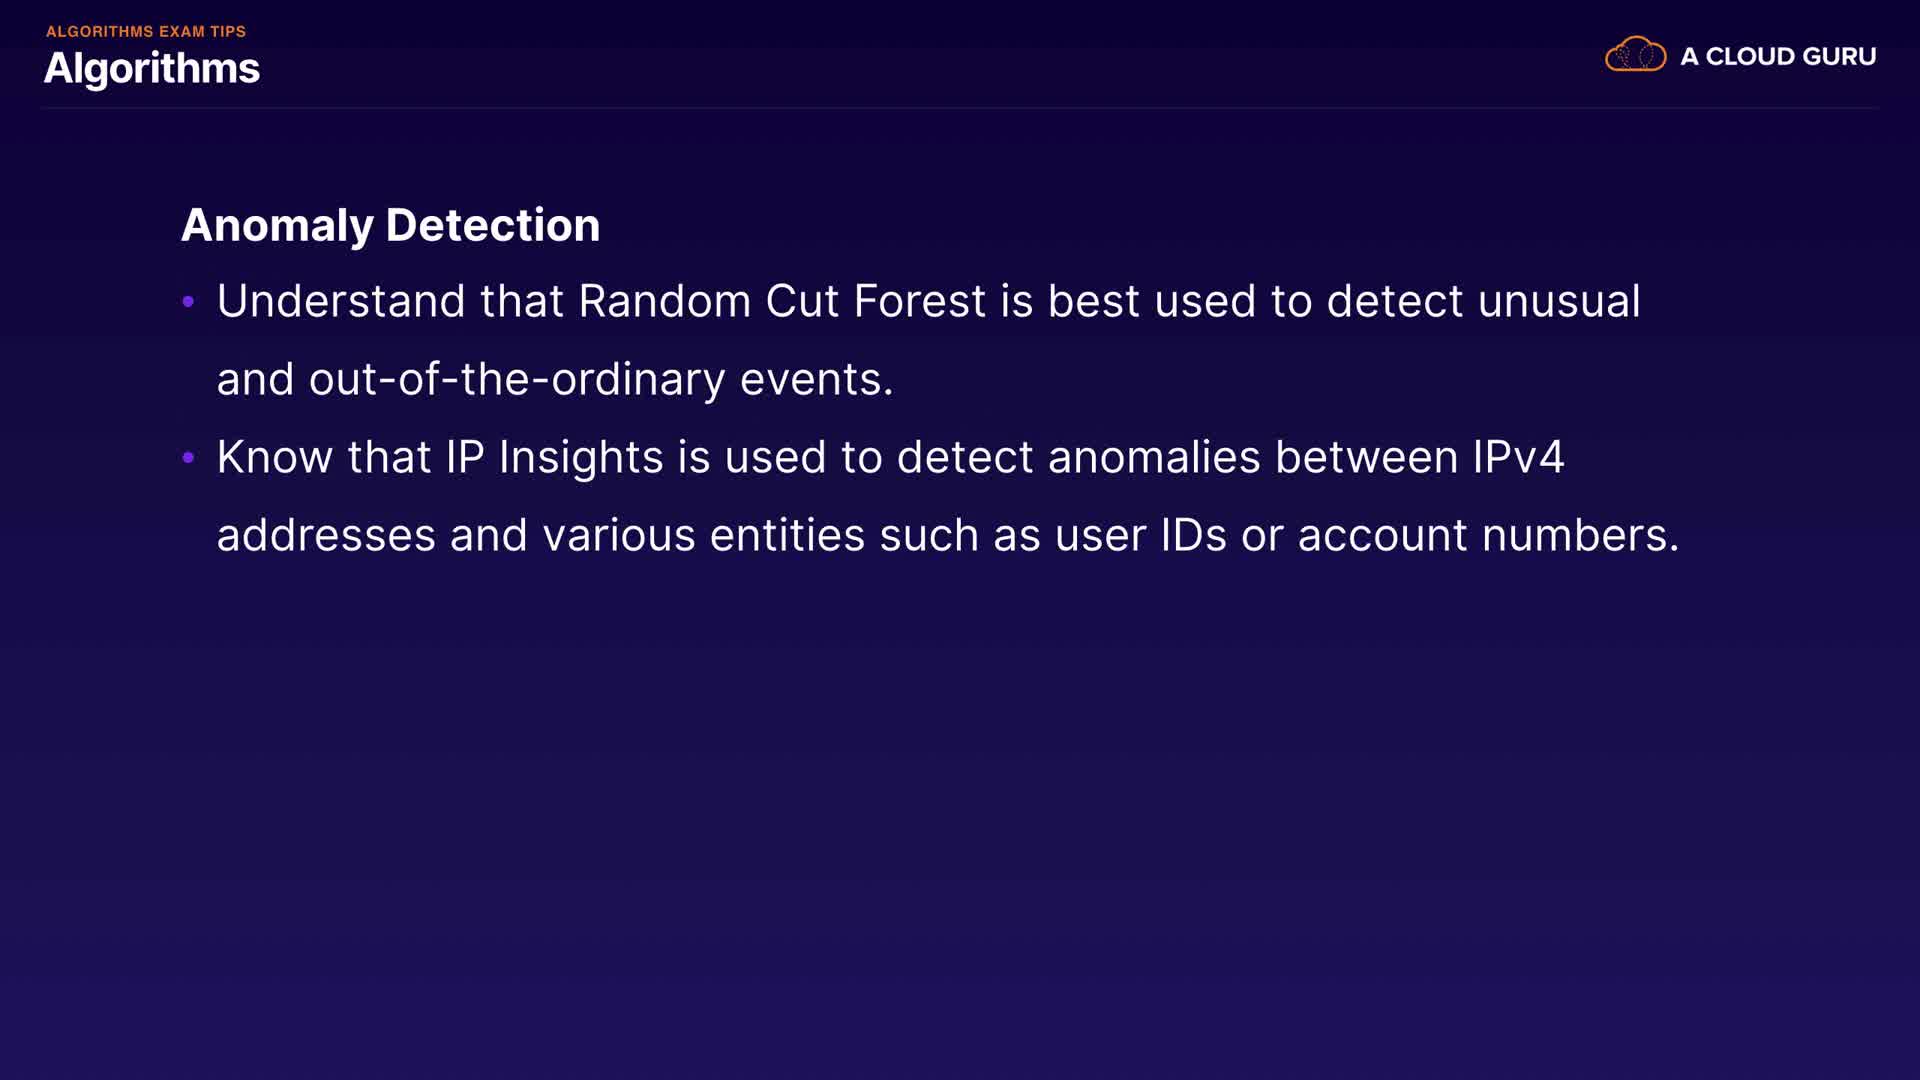 ALGORITHMS EXAM TIPS
Algorithms
A CLOUD GURU
Anomaly Detection
• Understand that Random Cut Forest is best used to detect unusual
and out-of-the-ordinary events.
• Know that IP Insights is used to detect anomalies between IPv4
addresses and various entities such as user IDs or account numbers.